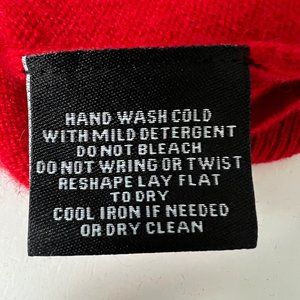 HAND WASH COLD
WITH MILD DETERGENT
DO NOT BLEACH
DO NOT WRING OR TWIST
RESHAPE LAY FLAT
TO DRY
COOL IRON IF NEEDED
OR DRY CLEAN